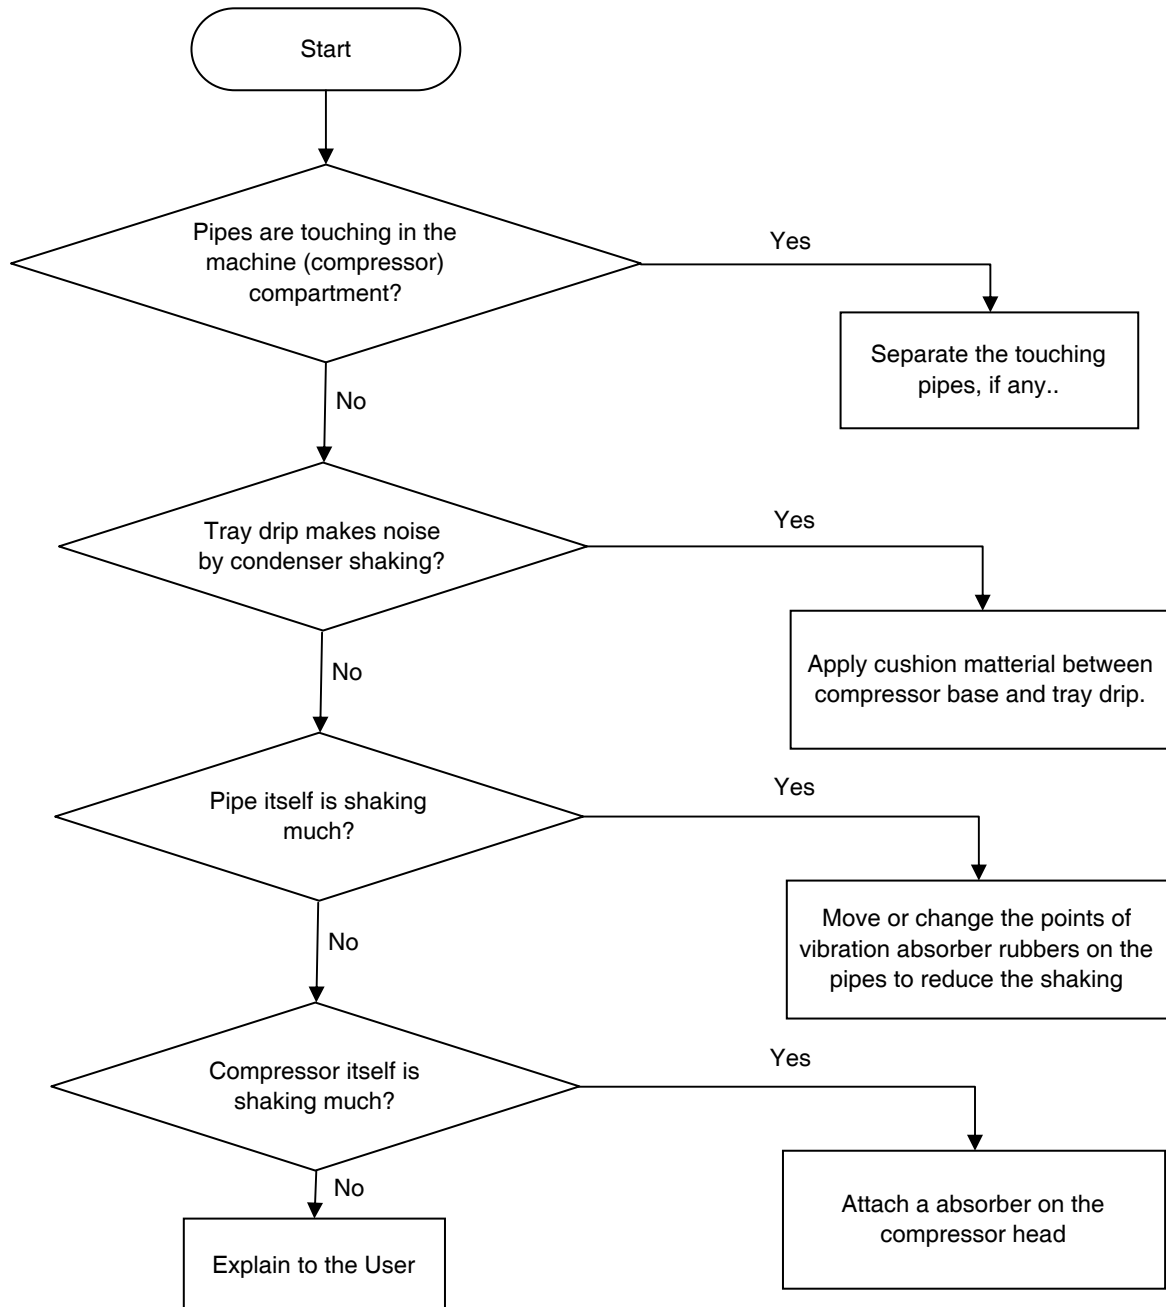 Start
Pipes are touching in the
machine (compressor)
compartment?
Yes
Separate the touching
pipes, if any..
No
Tray drip makes noise
by condenser shaking?
Yes
Apply cushion matterial between
compressor base and tray drip.
No
Pipe itself is shaking
much?
Yes
Move or change the points of
vibration absorber rubbers on the
pipes to reduce the shaking
No
Compressor itself is
shaking much?
Yes
Attach a absorber on the
compressor head
No
Explain to the User